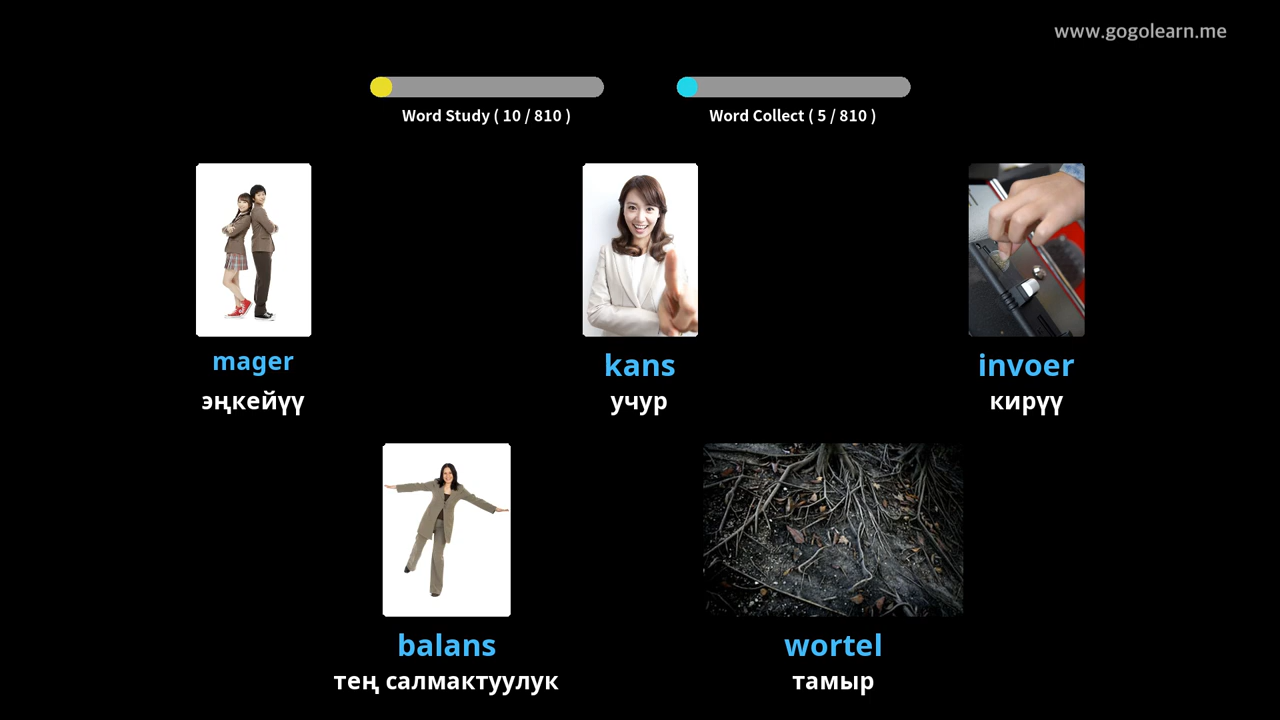 www.gogolearn.me
Word Study ( 10 / 810 )
Word Collect ( 5 / 810 )
mager
эңкейүү
kans
учур
invoer
кирүү
balans
тең салмактуулук
wortel
тамыр